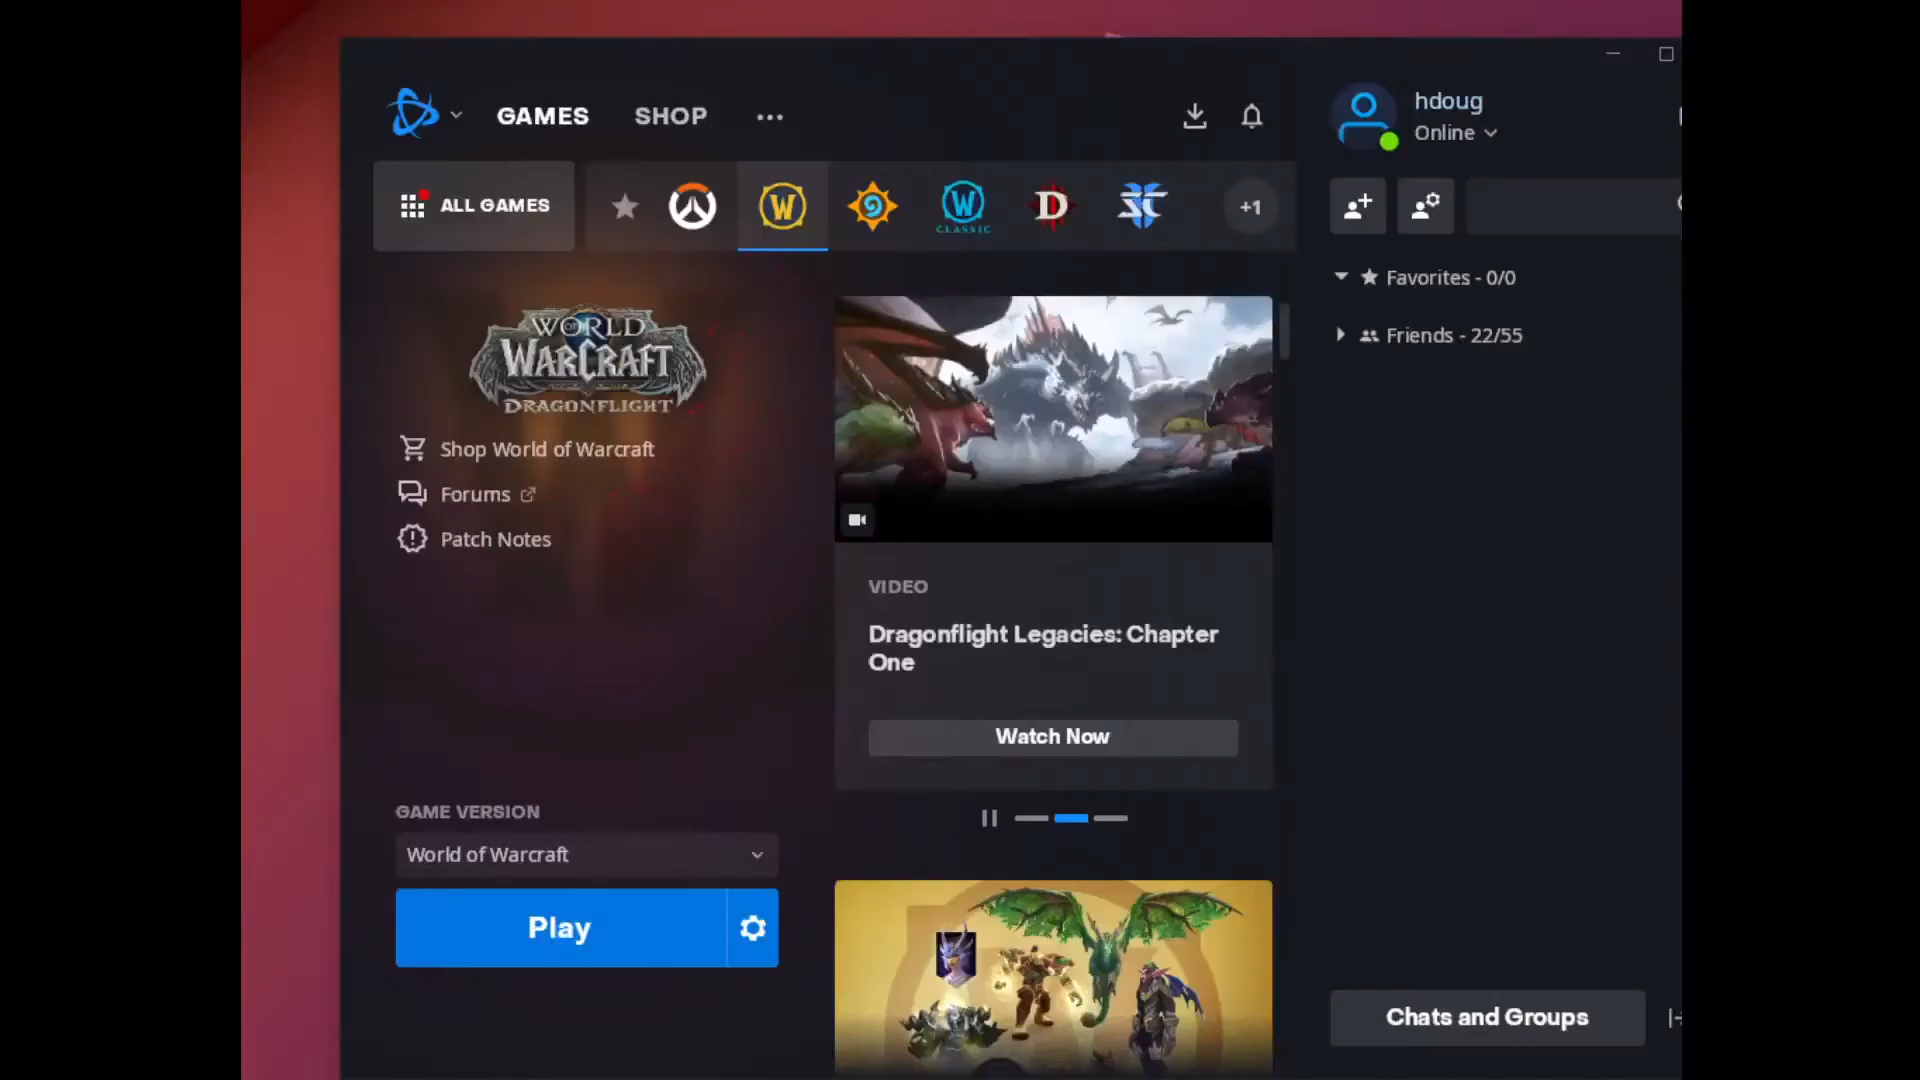 GAMES
SHOP
hdoug
Online
ALL GAMES
W
W
CLASSIC
D
+1
Favorites - 0/0
Friends - 22/55
WORLD
OF
WARCRAFT
DRAGONFLIGHT
Shop World of Warcraft
Forums
Patch Notes
VIDEO
Dragonflight Legacies: Chapter
One
Watch Now
GAME VERSION
World of Warcraft
Play
Chats and Groups